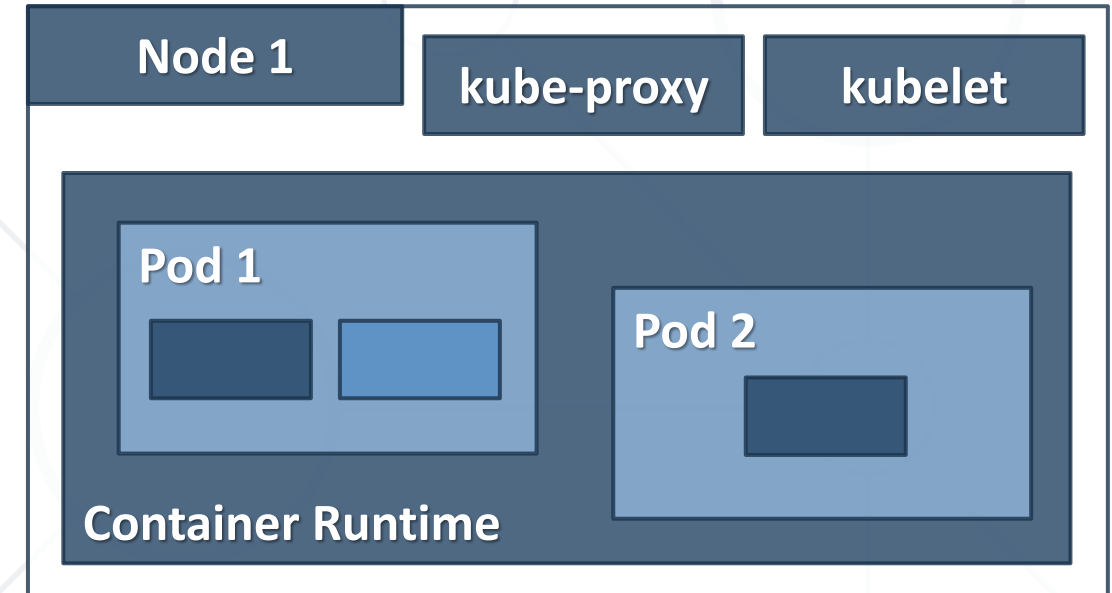 Node 1
kube-proxy
kubelet
Pod 1
Pod 2
Container Runtime